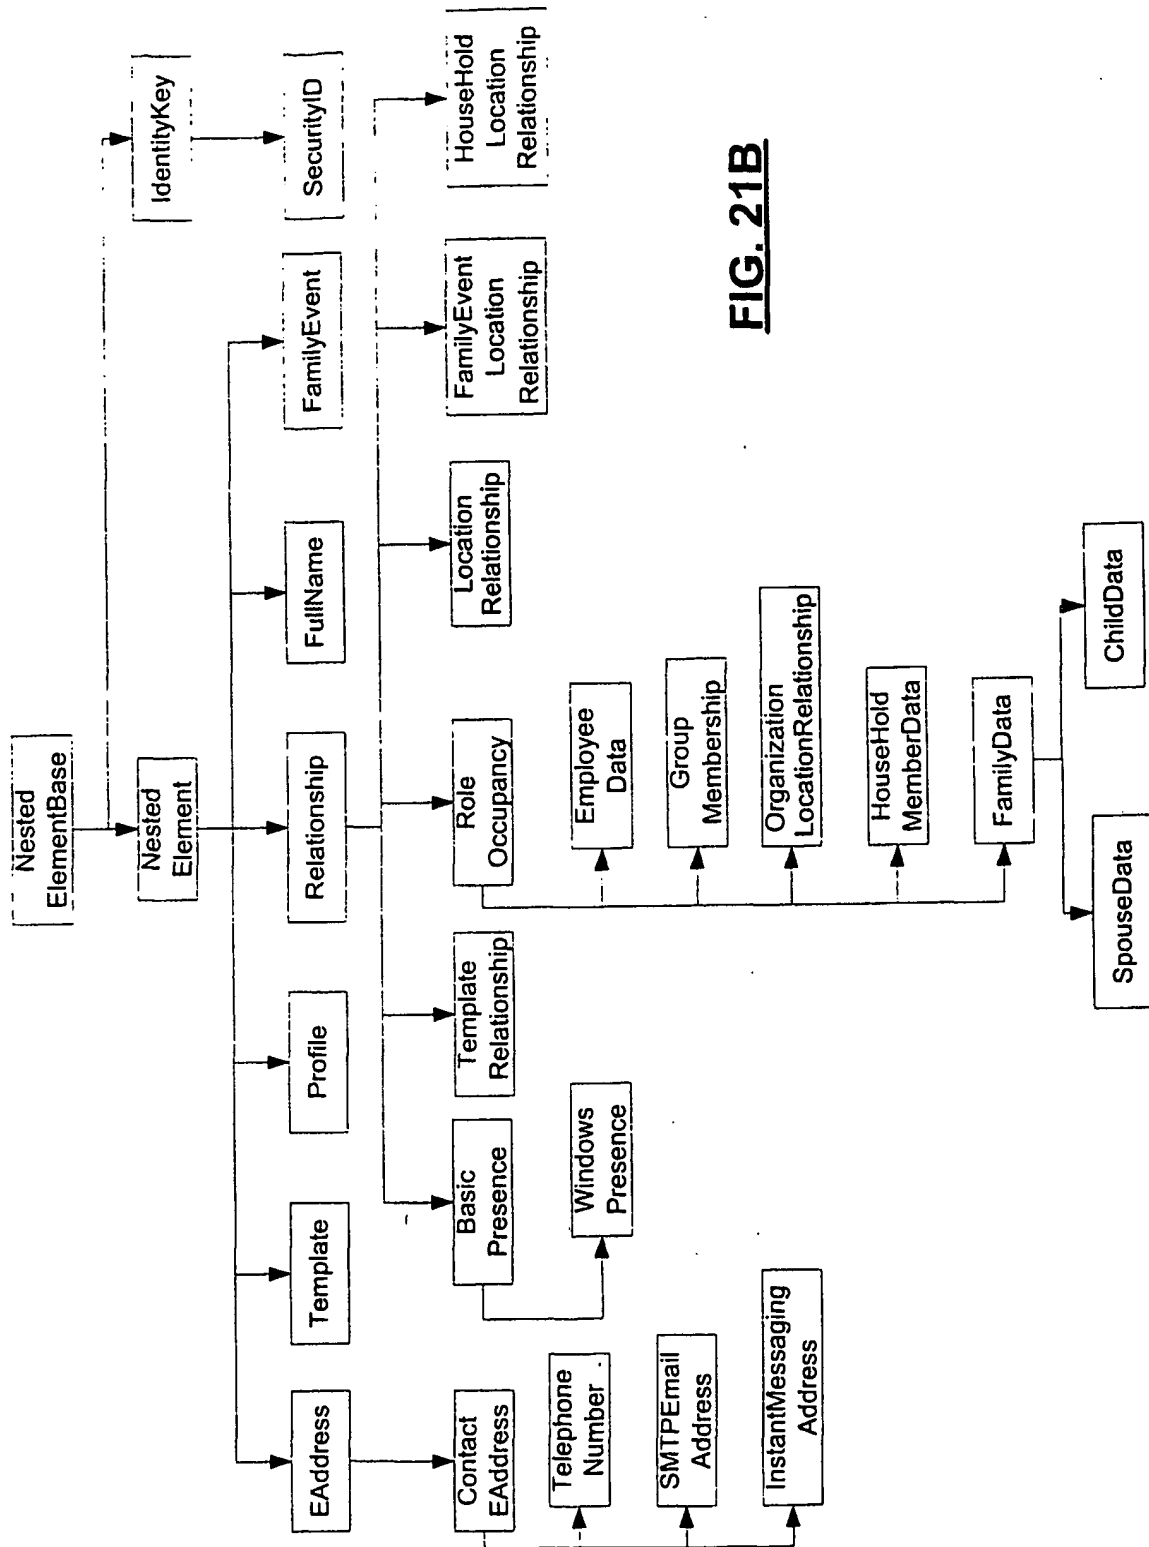 Nested
ElementBase
IdentityKey
Nested
Element
SecurityID
EAddress
Template
Profile
Relationship
FullName
FamilyEvent
Contact
EAddress
Basic
Presence
Template
Relationship
Role
Occupancy
Location
Relationship
FamilyEvent
Location
Relationship
HouseHold
Location
Relationship
Telephone
Number
SMTPEmail
Address
InstantMessaging
Address
Windows
Presence
Employee
Data
Group
Membership
Organization
LocationRelationship
HouseHold
MemberData
FamilyData
SpouseData
ChildData
FIG. 21B